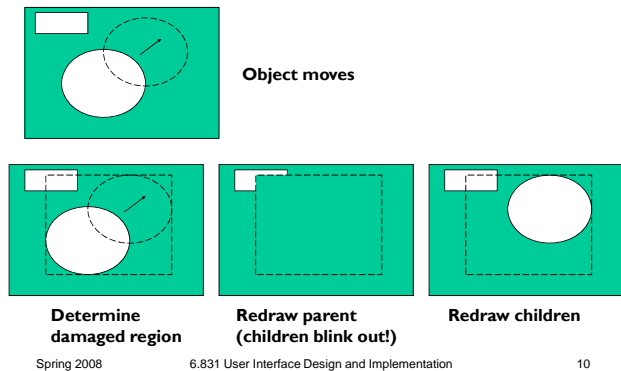 Object moves
Determine
damaged region
Redraw parent
(children blink out!)
Redraw children
Spring 2008
6.831 User Interface Design and Implementation
10